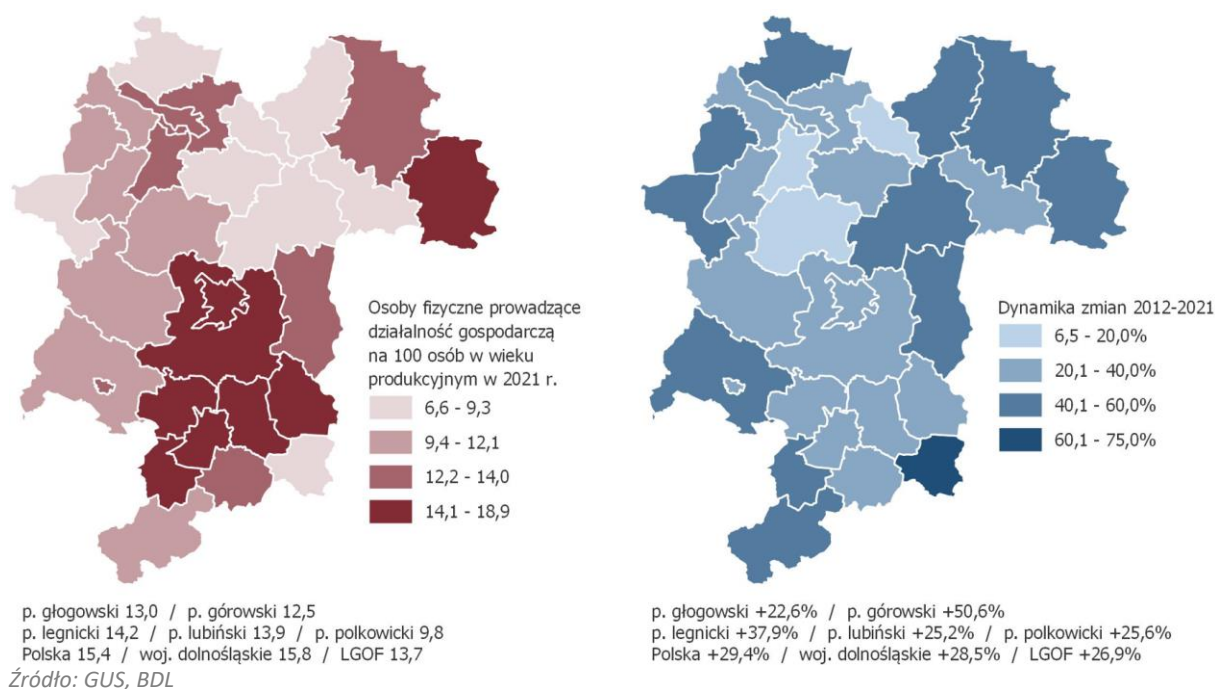 Osoby fizyczne prowadzące
działalność gospodarczą
na 100 osób w wieku
produkcyjnym w 2021 r.
6,6 - 9,3
9,4 - 12,1
12,2 - 14,0
14,1 - 18,9
p. głogowski 13,0 / p. górowski 12,5
p. legnicki 14,2 / p. lubiński 13,9 / p. polkowicki 9,8
Polska 15,4 / woj. dolnośląskie 15,8 / LGOF 13,7
Dynamika zmian 2012-2021
6,5 - 20,0%
20,1 - 40,0%
40,1 - 60,0%
60,1 - 75,0%
p. głogowski +22,6% / p. górowski +50,6%
p. legnicki +37,9% / p. lubiński +25,2% / p. polkowicki +25,6%
Polska +29,4% / woj. dolnośląskie +28,5% / LGOF +26,9%
Źródło: GUS, BDL